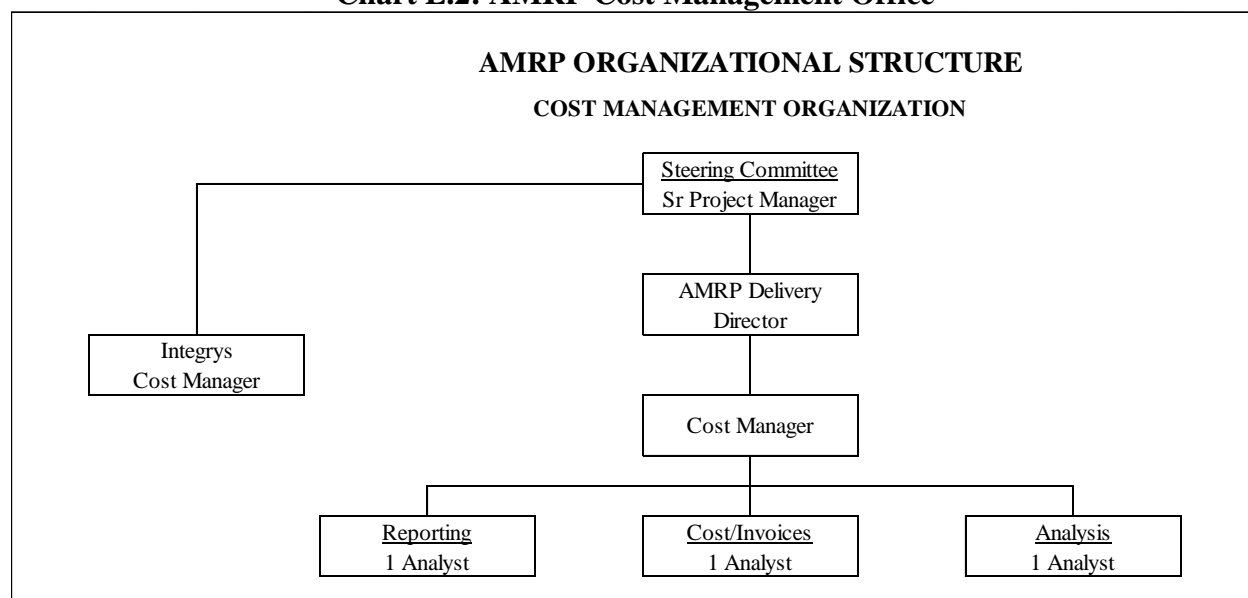 Chart E.2: AMRP Cost Management Office
AMRP ORGANIZATIONAL STRUCTURE
COST MANAGEMENT ORGANIZATION
Steering Committee
Sr Project Manager
AMRP Delivery
Director
Integrys
Cost Manager
Cost Manager
Reporting
1 Analyst
Cost/Invoices
1 Analyst
Analysis
1 Analyst